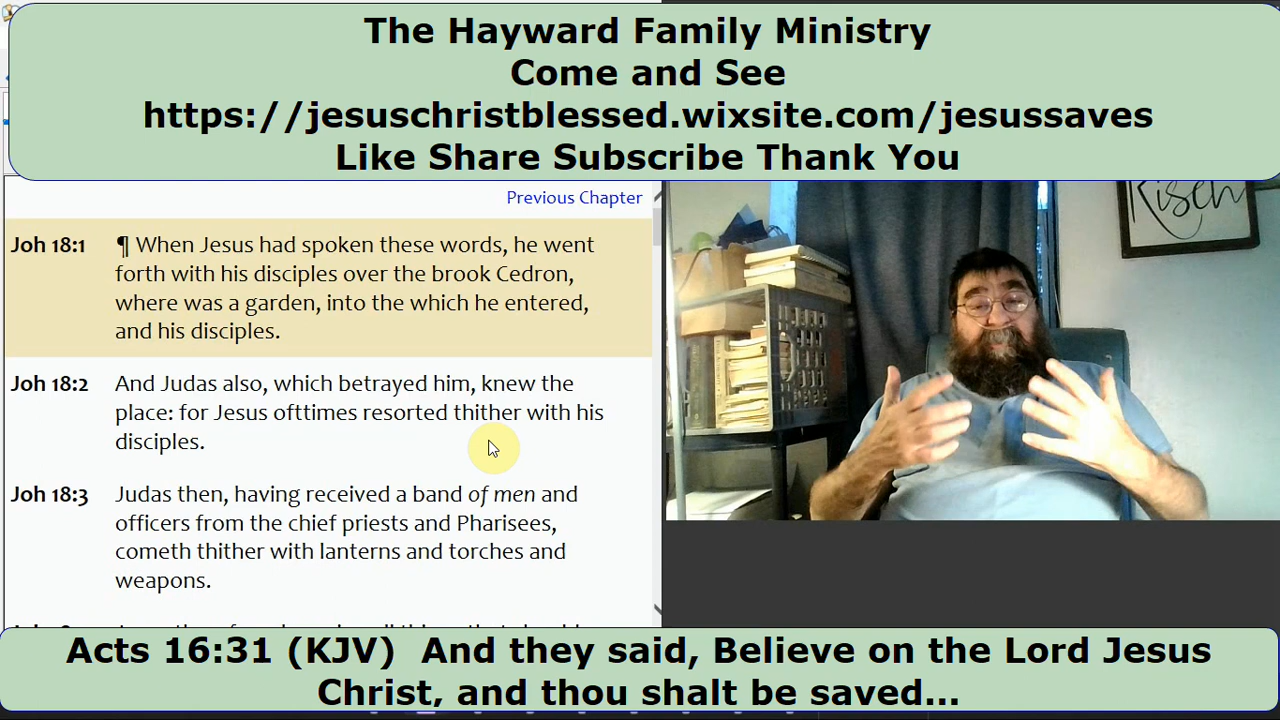 The Hayward Family Ministry
Come and See
https://jesuschristblessed.wixsite.com/jesussaves
Like Share Subscribe Thank You
Previous Chapter
Joh 18:1 ¶ When Jesus had spoken these words, he went
forth with his disciples over the brook Cedron,
where was a garden, into the which he entered,
and his disciples.
Joh 18:2 And Judas also, which betrayed him, knew the
place: for Jesus ofttimes resorted thither with his
disciples.
Joh 18:3 Judas then, having received a band of men and
officers from the chief priests and Pharisees,
cometh thither with lanterns and torches and
weapons.
Risen
Acts 16:31 (KJV)  And they said, Believe on the Lord Jesus
Christ, and thou shalt be saved...